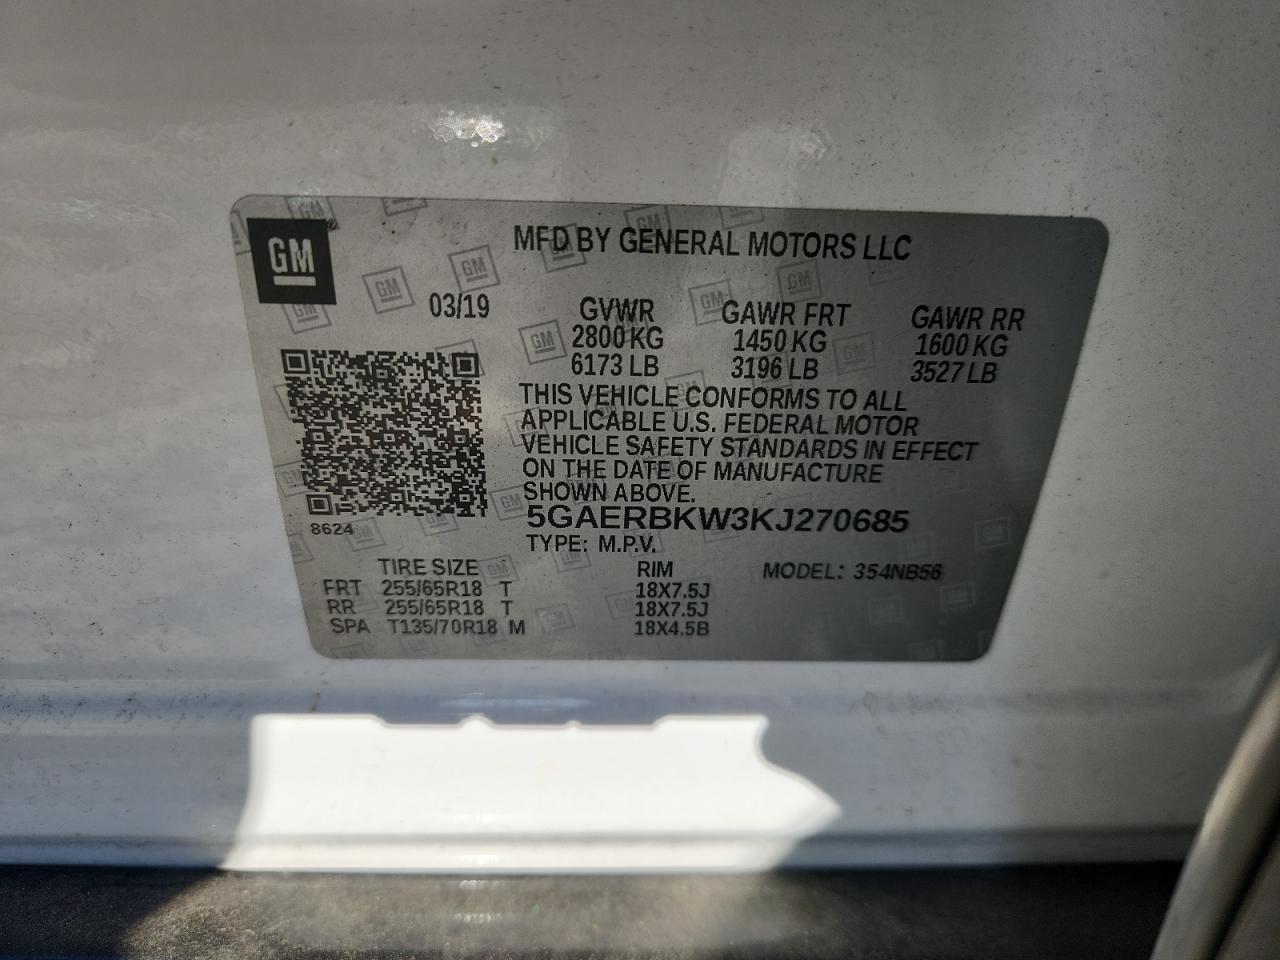 GM
MFD BY GENERAL MOTORS LLC
03/19
GVWR GAWR FRT GAWR RR
2800 KG 1450 KG 1600 KG
6173 LB 3196 LB 3527 LB
THIS VEHICLE CONFORMS TO ALL
APPLICABLE U.S. FEDERAL MOTOR
VEHICLE SAFETY STANDARDS IN EFFECT
ON THE DATE OF MANUFACTURE
SHOWN ABOVE.
8624
5GAERBKW3KJ270685
TYPE: M.P.V.
TIRE SIZE RIM MODEL: 354NB56
FRT 255/65R18 T 18X7.5J
RR 255/65R18 T 18X7.5J
SPA T135/70R18 M 18X4.5B